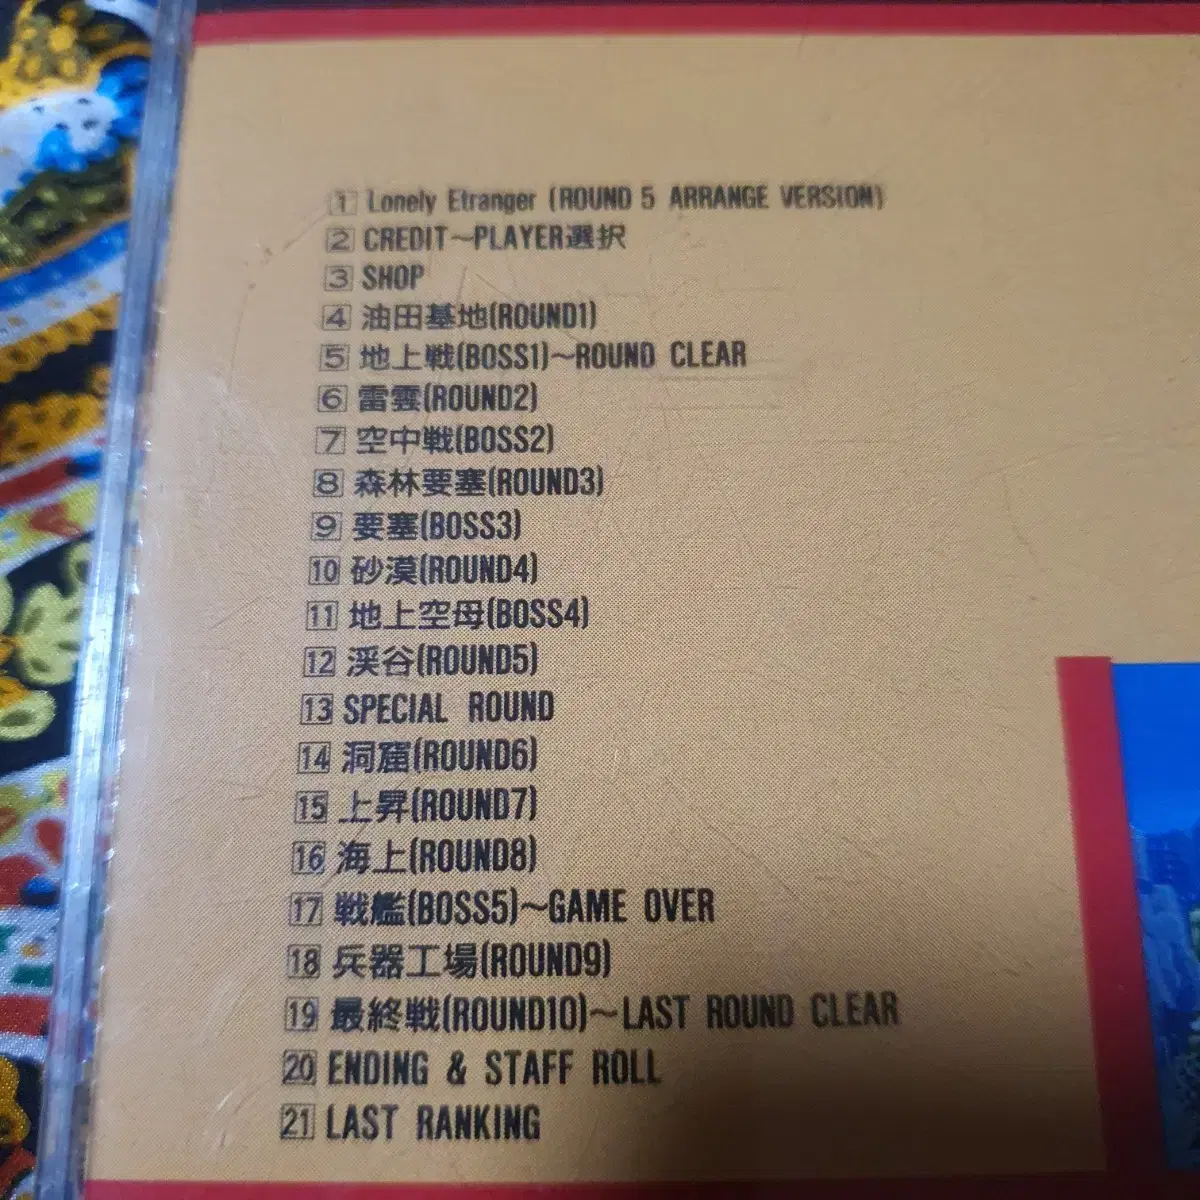 1 Lonely Etranger (ROUND 5 ARRANGE VERSION)
2 CREDIT~PLAYER選択
3 SHOP
4 油田基地(ROUND1)
5 地上戦(BOSS1)~ROUND CLEAR
6 雷雲(ROUND2)
7 空中戦(BOSS2)
8 森林要塞(ROUND3)
9 要塞(BOSS3)
10 砂漠(ROUND4)
11 地上空母(BOSS4)
12 渓谷(ROUND5)
13 SPECIAL ROUND
14 洞窟(ROUND6)
15 上昇(ROUND7)
16 海上(ROUND8)
17 戦艦(BOSS5)~GAME OVER
18 兵器工場(ROUND9)
19 最終戦(ROUND10)~LAST ROUND CLEAR
20 ENDING & STAFF ROLL
21 LAST RANKING